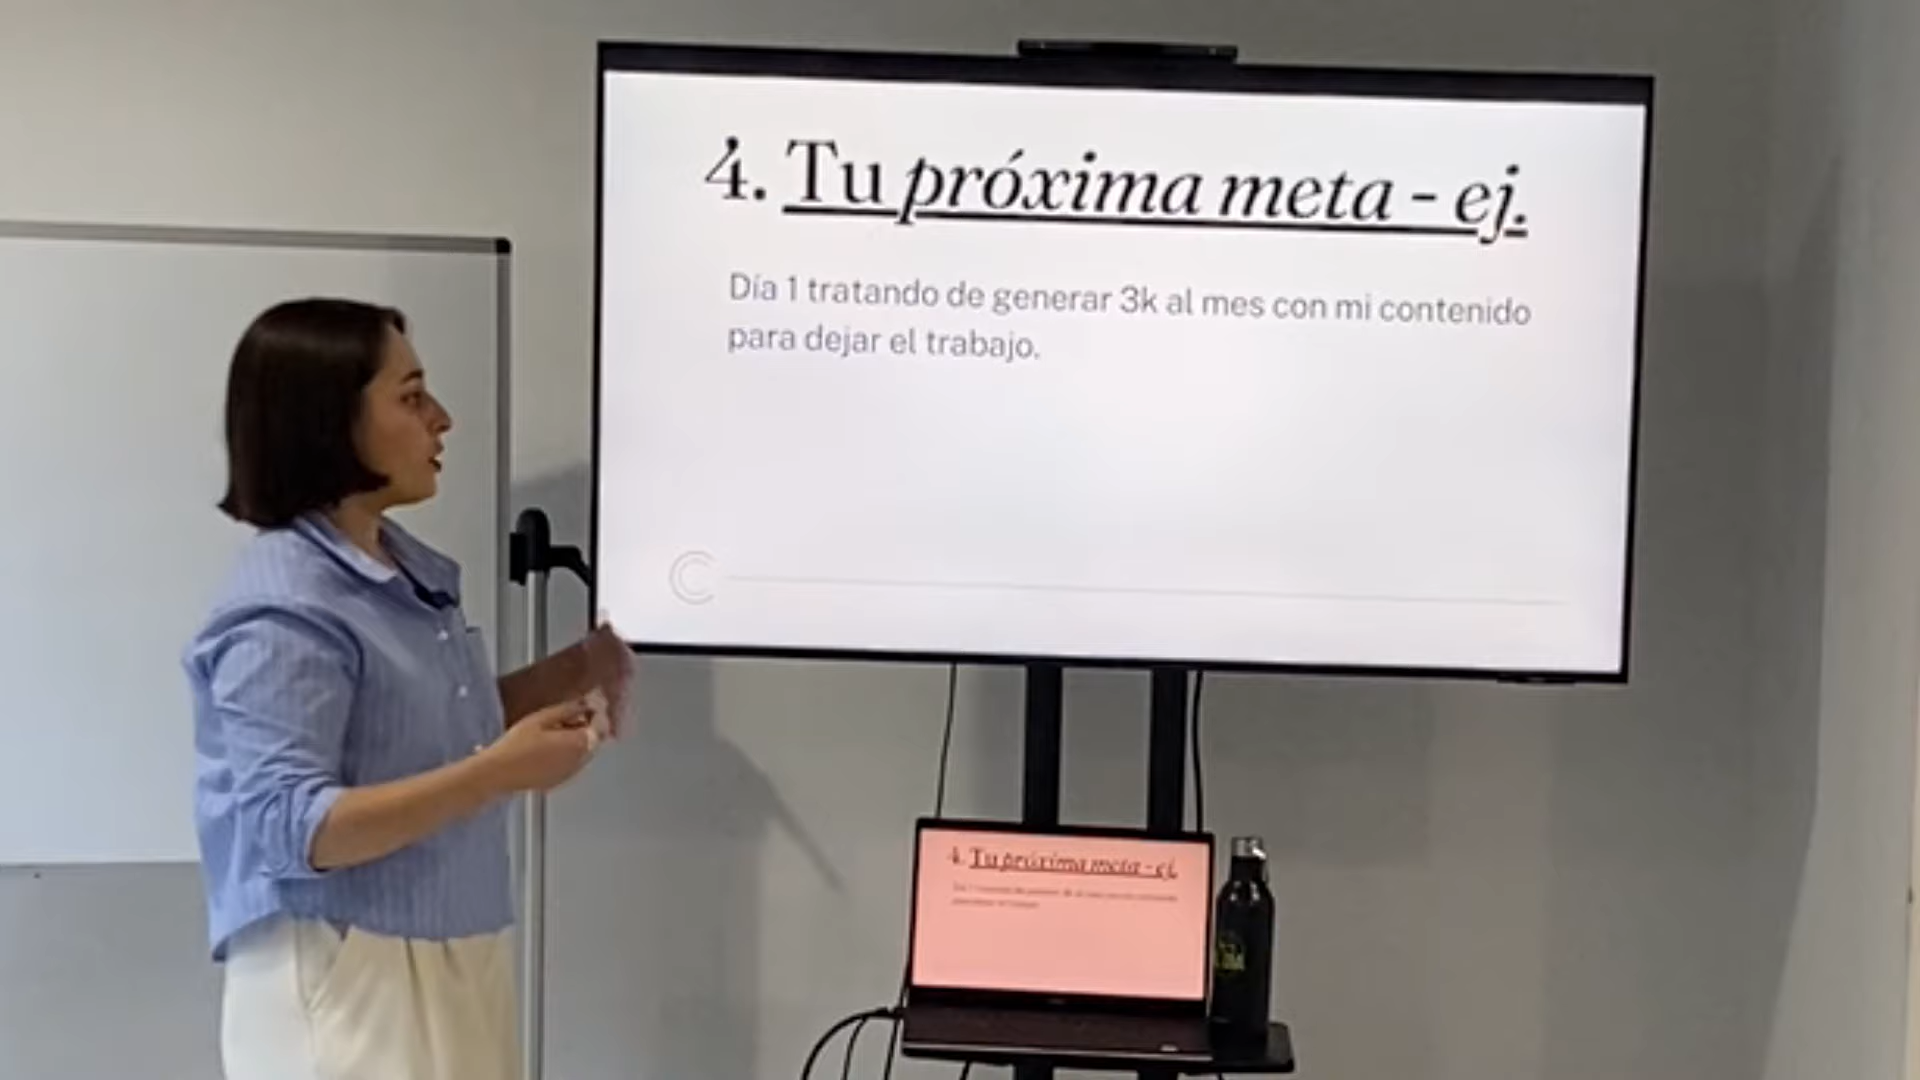 4. Tu próxima meta - ej.
Día 1 tratando de generar 3k al mes con mi contenido
para dejar el trabajo.
4. Tu próxima meta - ej.